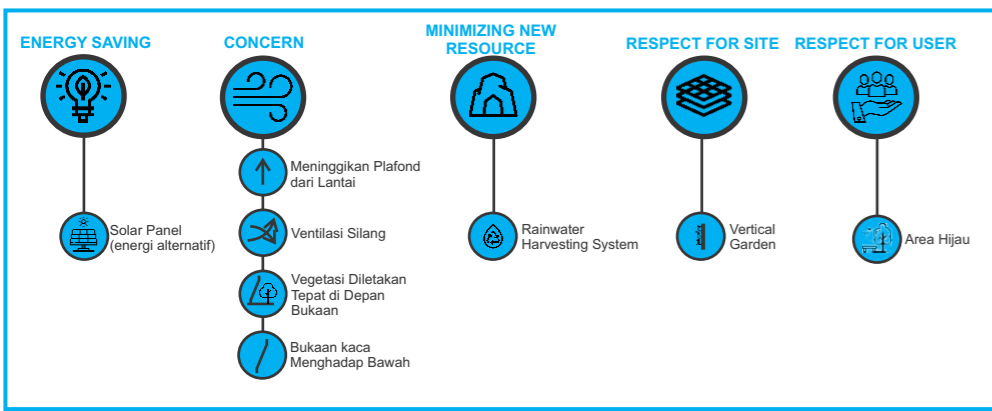 ENERGY SAVING
Solar Panel
(energi alternatif)
CONCERN
Meninggikan Plafond
dari Lantai
Ventilasi Silang
Vegetasi Diletakan
Tepat di Depan
Bukaan
Bukaan kaca
Menghadap Bawah
MINIMIZING NEW
RESOURCE
Rainwater
Harvesting System
RESPECT FOR SITE
Vertical
Garden
RESPECT FOR USER
Area Hijau